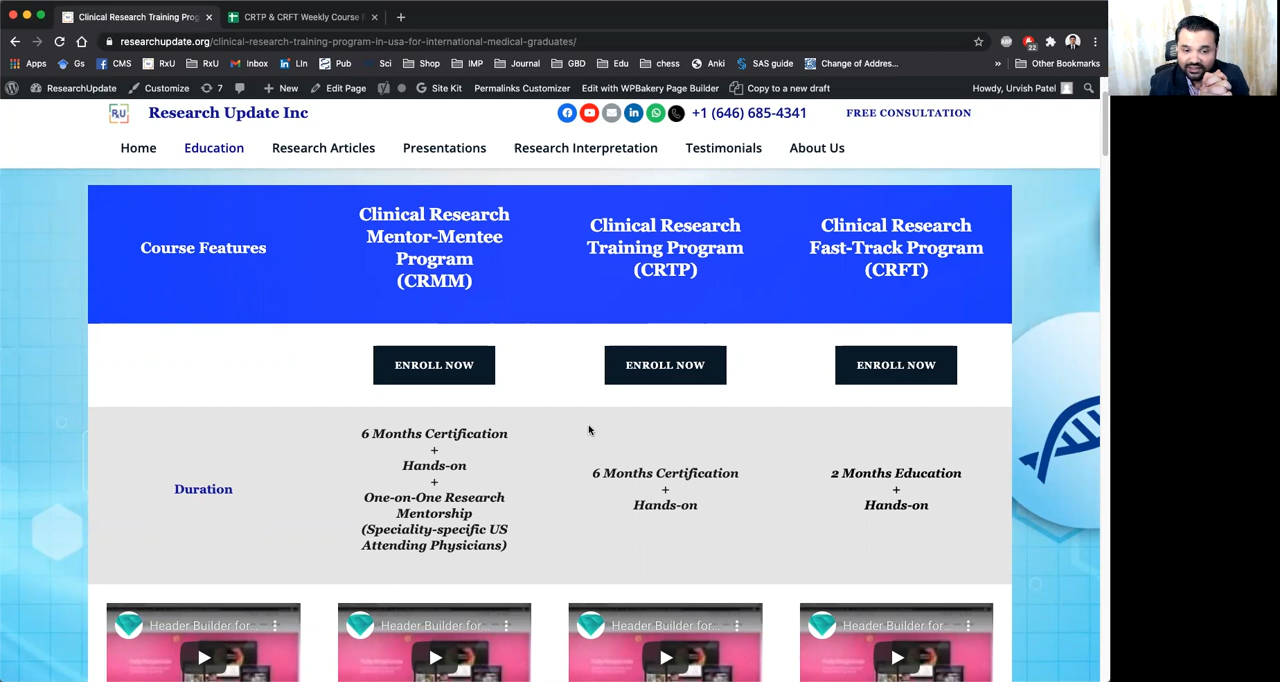 Clinical Research Training Prog
CRTP & CRFT Weekly Course
researchupdate.org/clinical-research-training-program-in-usa-for-international-medical-graduates/
22
Apps Gs CMS RxU RxU Inbox LIn Pub Sci Shop IMP Journal GBD Edu chess Anki SAS guide Change of Addres... » Other Bookmarks
ResearchUpdate Customize 7 New Edit Page Site Kit Permalinks Customizer Edit with WPBakery Page Builder Copy to a new draft Howdy, Urvish Patel
RU Research Update Inc +1 (646) 685-4341 FREE CONSULTATION
Home Education Research Articles Presentations Research Interpretation Testimonials About Us
Course Features
Clinical Research
Mentor-Mentee
Program
(CRMM)
Clinical Research
Training Program
(CRTP)
Clinical Research
Fast-Track Program
(CRFT)
ENROLL NOW ENROLL NOW ENROLL NOW
Duration
6 Months Certification
+
Hands-on
+
One-on-One Research
Mentorship
(Speciality-specific US
Attending Physicians)
6 Months Certification
+
Hands-on
2 Months Education
+
Hands-on
Header Builder for... Header Builder for... Header Builder for... Header Builder for...